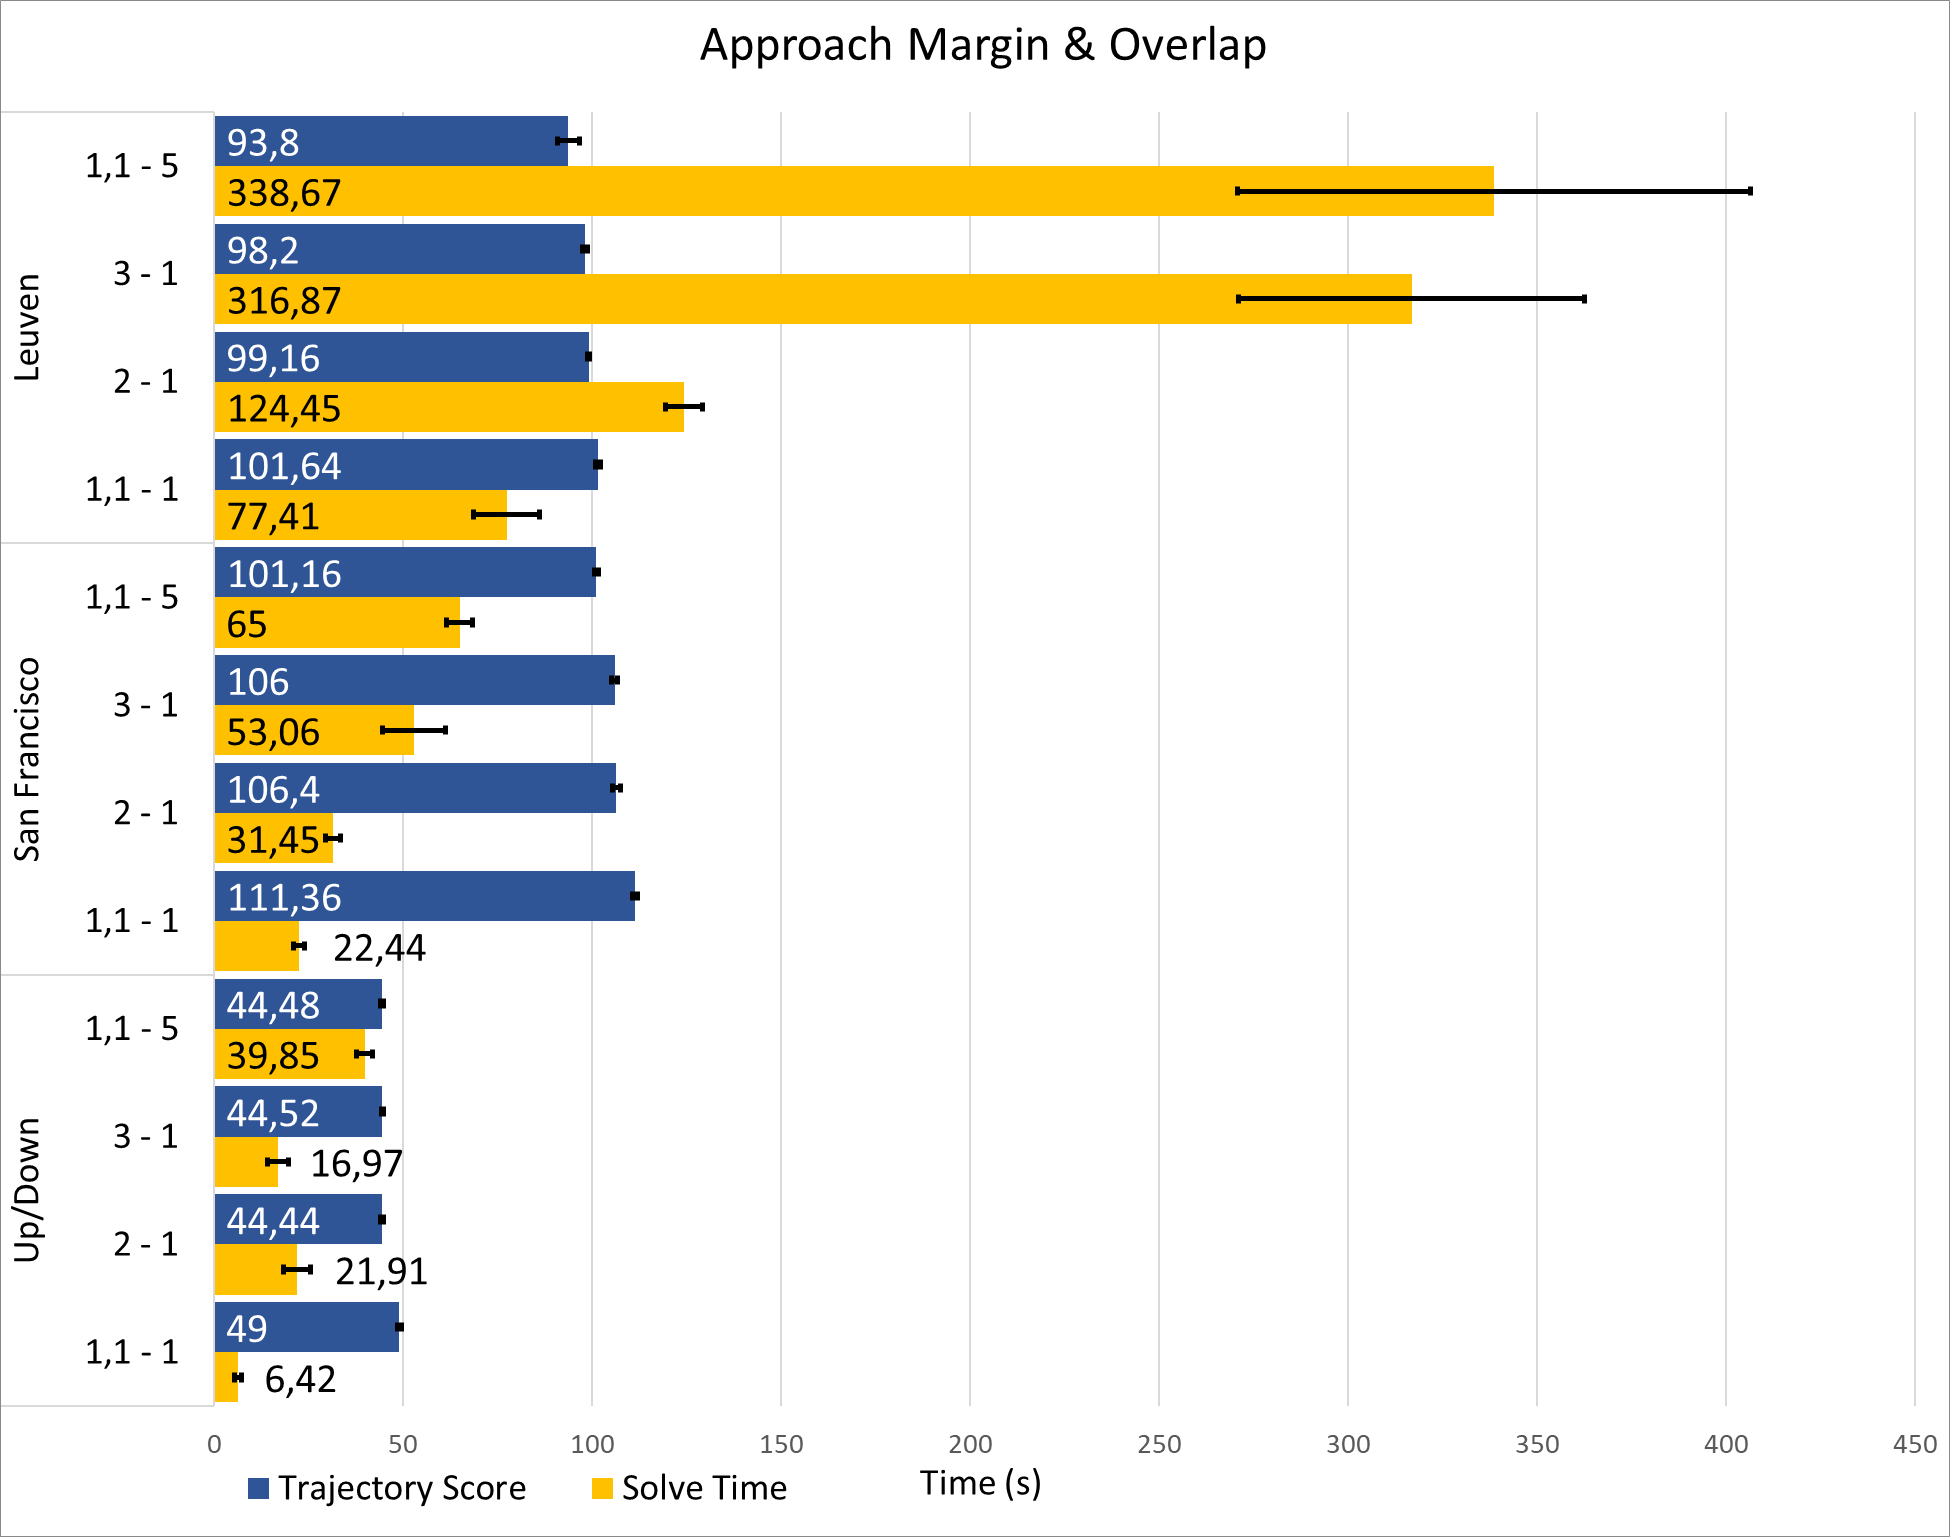 Approach Margin & Overlap
Leuven
1,1 - 5
93,8
338,67
3 - 1
98,2
316,87
2 - 1
99,16
124,45
1,1 - 1
101,64
77,41
San Francisco
1,1 - 5
101,16
65
3 - 1
106
53,06
2 - 1
106,4
31,45
1,1 - 1
111,36
22,44
Up/Down
1,1 - 5
44,48
39,85
3 - 1
44,52
16,97
2 - 1
44,44
21,91
1,1 - 1
49
6,42
0 50 100 150 200 250 300 350 400 450
Time (s)
Trajectory Score
Solve Time